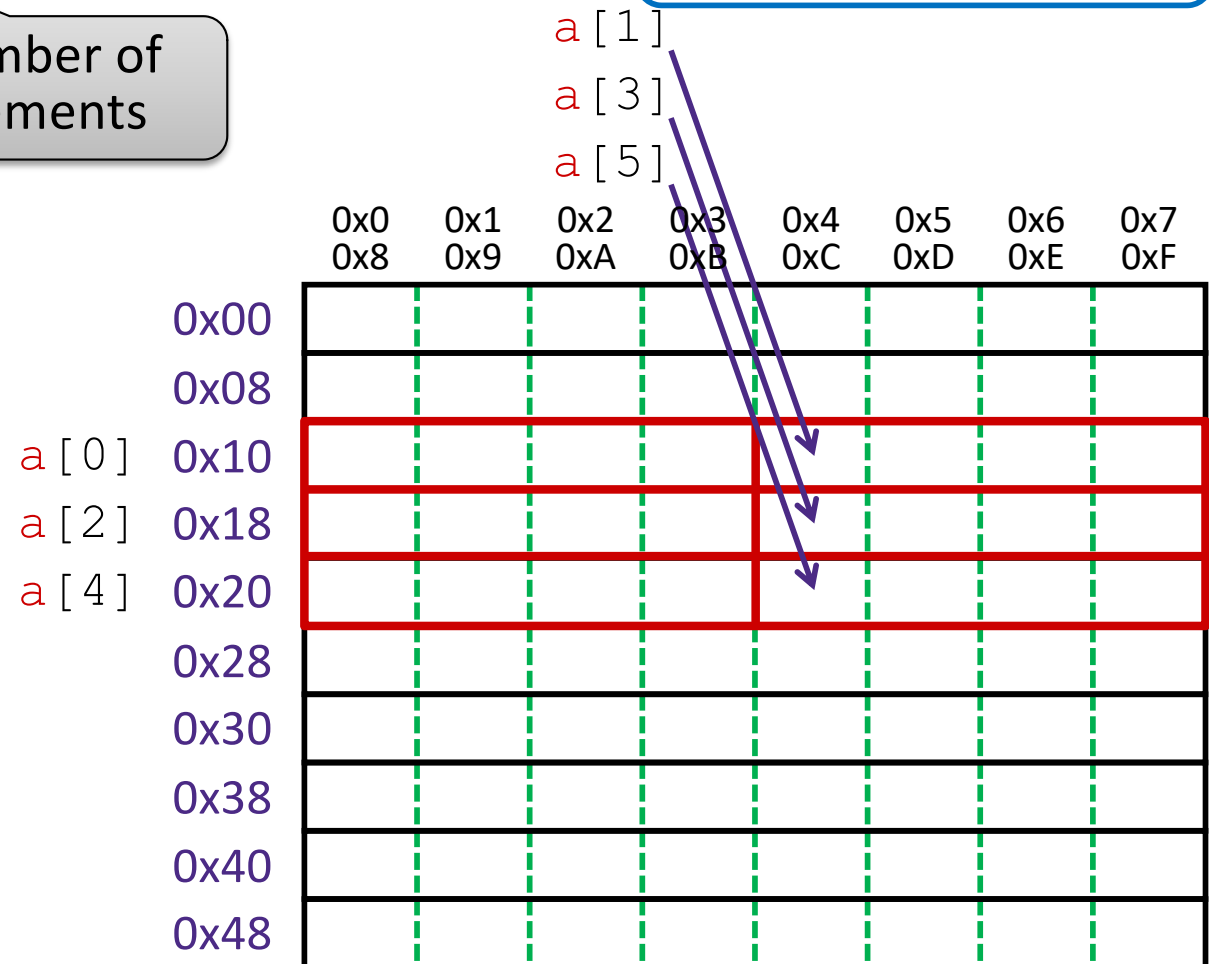 a[1]
mber of
ments
a[3]
a[5]
0x0 0x1 0x2 0x3 0x4 0x5 0x6 0x7
0x8 0x9 0xA 0xB 0xC 0xD 0xE 0xF
0x00
0x08
a[0] 0x10
a[2] 0x18
a[4] 0x20
0x28
0x30
0x38
0x40
0x48